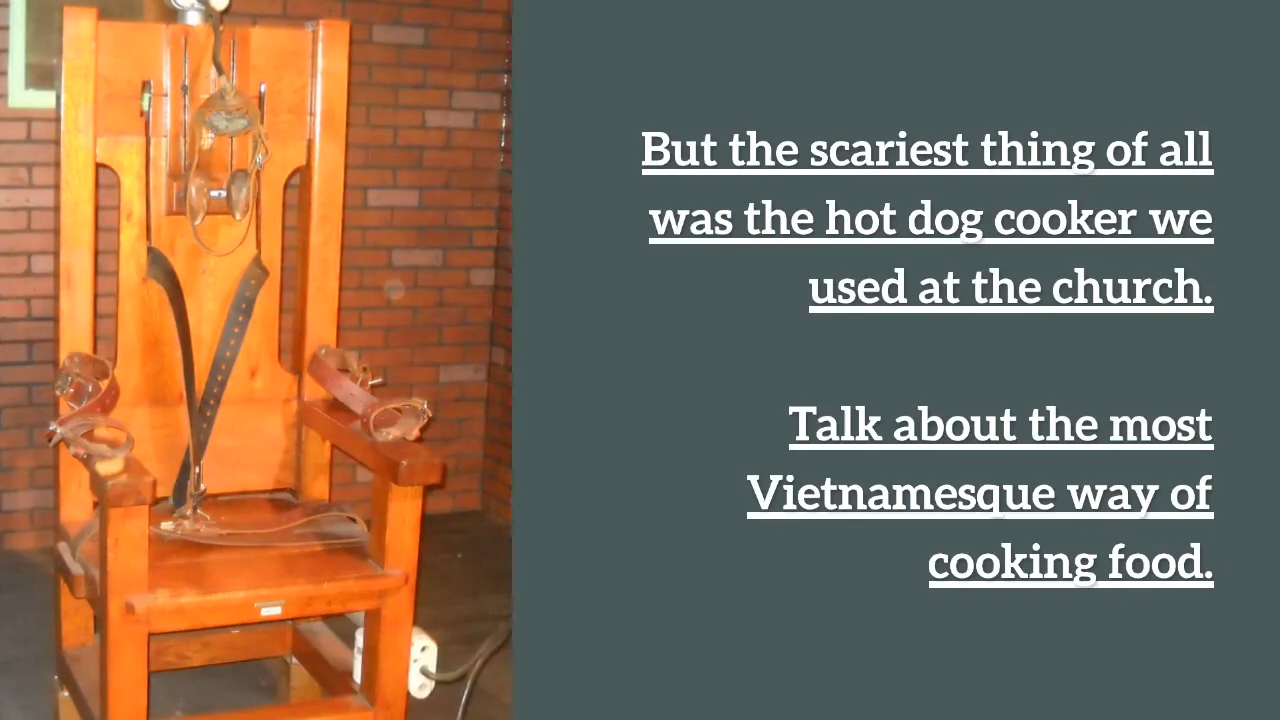 But the scariest thing of all
was the hot dog cooker we
used at the church.
Talk about the most
Vietnamesque way of
cooking food.